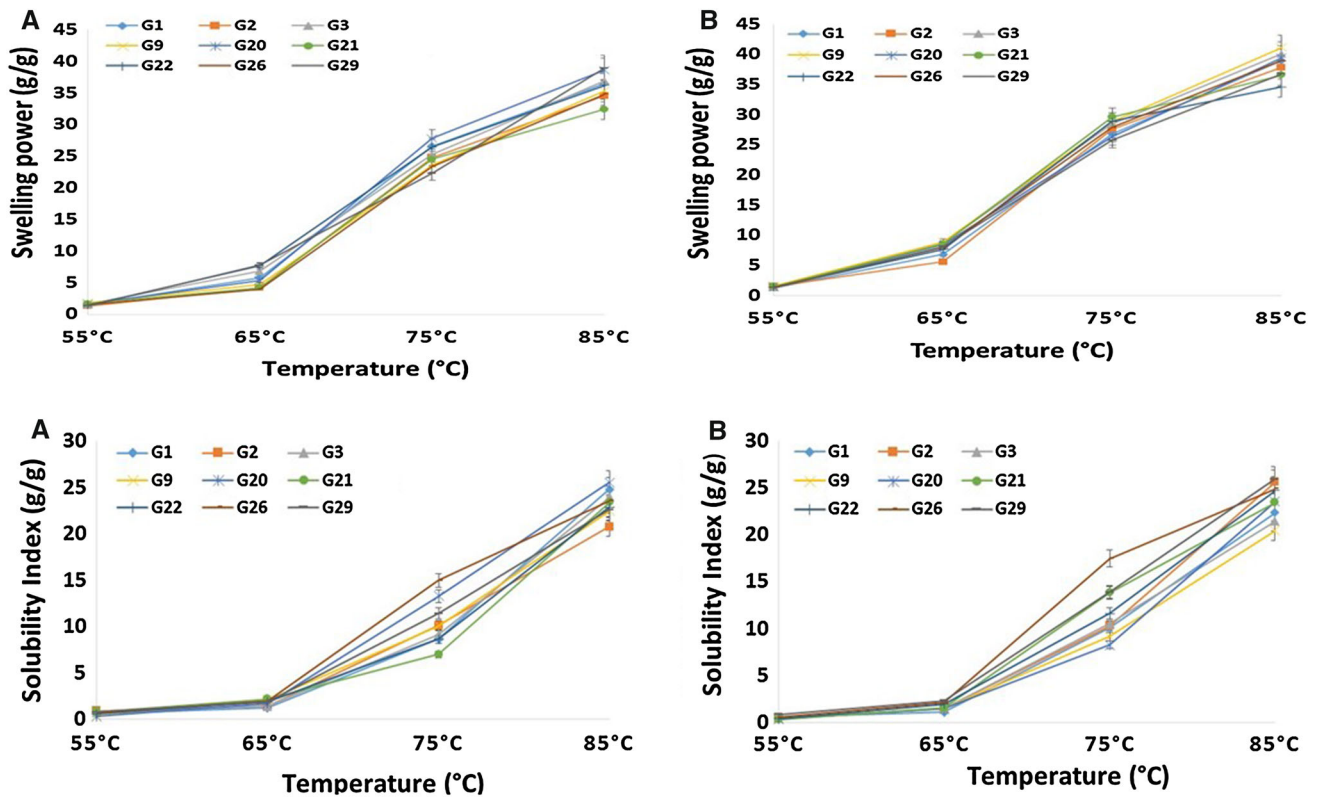 A
G1 G2 G3
G9 G20 G21
G22 G26 G29
Swelling power (g/g)
45
40
35
30
25
20
15
10
5
0
55°C 65°C 75°C 85°C
Temperature (°C)
B
G1 G2 G3
G9 G20 G21
G22 G26 G29
Swelling power (g/g)
45
40
35
30
25
20
15
10
5
0
55°C 65°C 75°C 85°C
Temperature (°C)
A
G1 G2 G3
G9 G20 G21
G22 G26 G29
Solubility Index (g/g)
30
25
20
15
10
5
0
55°C 65°C 75°C 85°C
Temperature (°C)
B
G1 G2 G3
G9 G20 G21
G22 G26 G29
Solubility Index (g/g)
30
25
20
15
10
5
0
55°C 65°C 75°C 85°C
Temperature (°C)